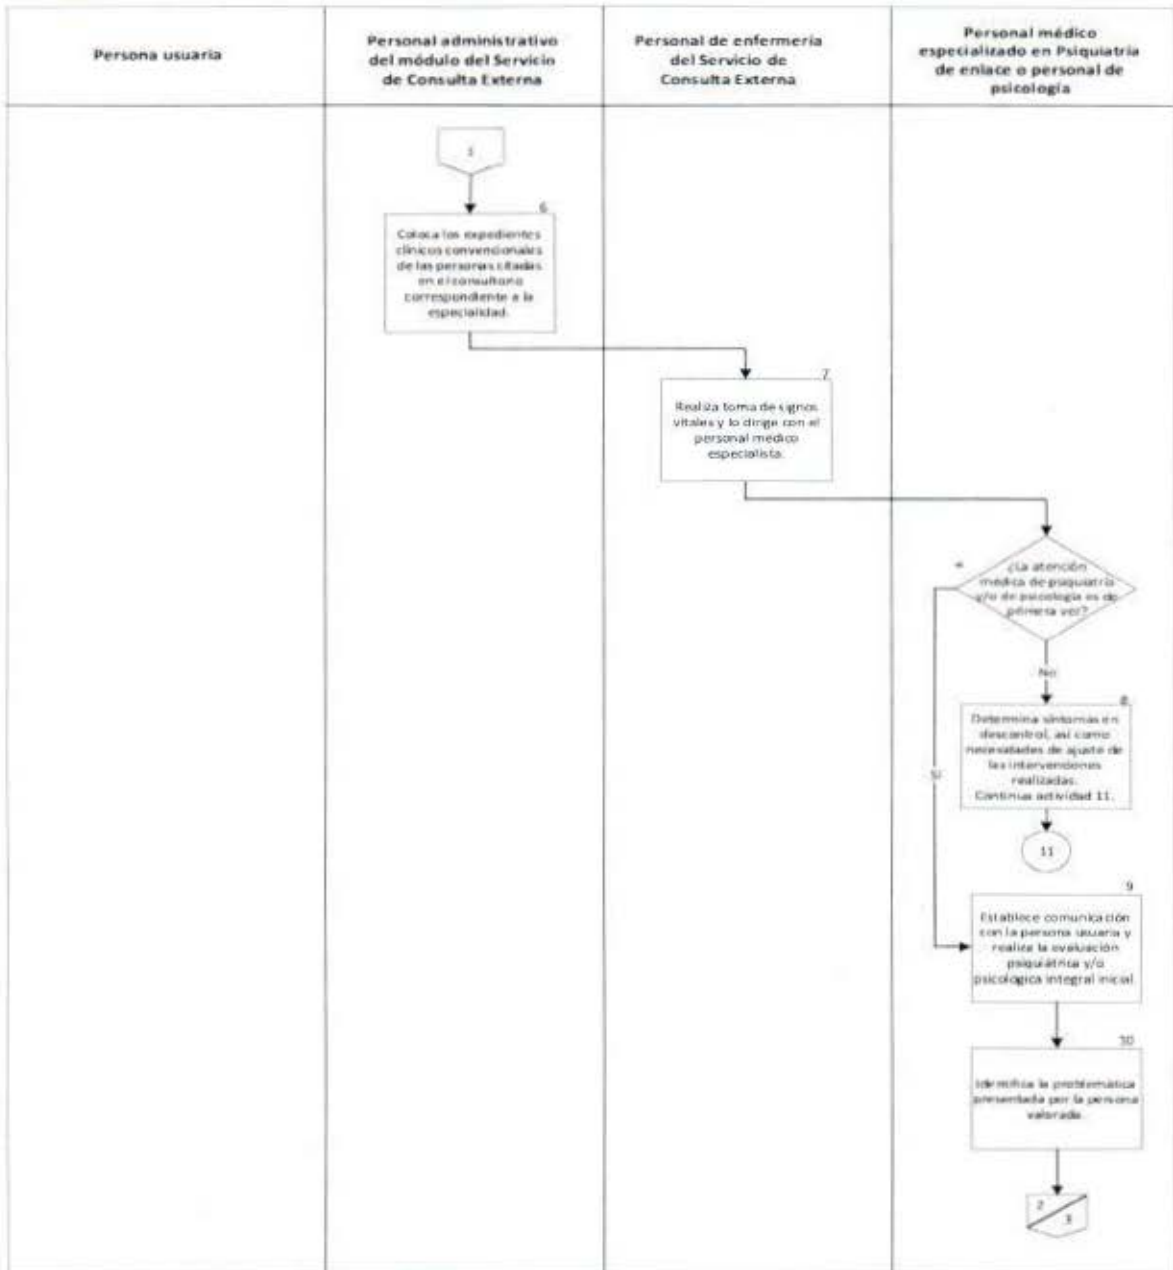 Persona usuaria
Personal administrativo
del módulo del Servicio
de Consulta Externa
Personal de enfermería
del Servicio de
Consulta Externa
Personal médico
especializado en Psiquiatría
de enlace o personal de
psicología
1
6
Coloca los expedientes
clínicos convencionales
de las personas citadas
en el consultorio
correspondiente a la
especialidad.
7
Realiza toma de signos
vitales y lo dirige con el
personal médico
especialista.
¿La atención
médica de psiquiatría
y/o de psicología es de
primera vez?
No
8
Determina síntomas en
descontrol, así como
necesidades de ajuste de
las intervenciones
realizadas.
Continua actividad 11.
Sí
11
9
Establece comunicación
con la persona usuaria y
realiza la evaluación
psiquiátrica y/o
psicológica integral inicial.
10
Identifica la problemática
presentada por la persona
valorada.
2
3